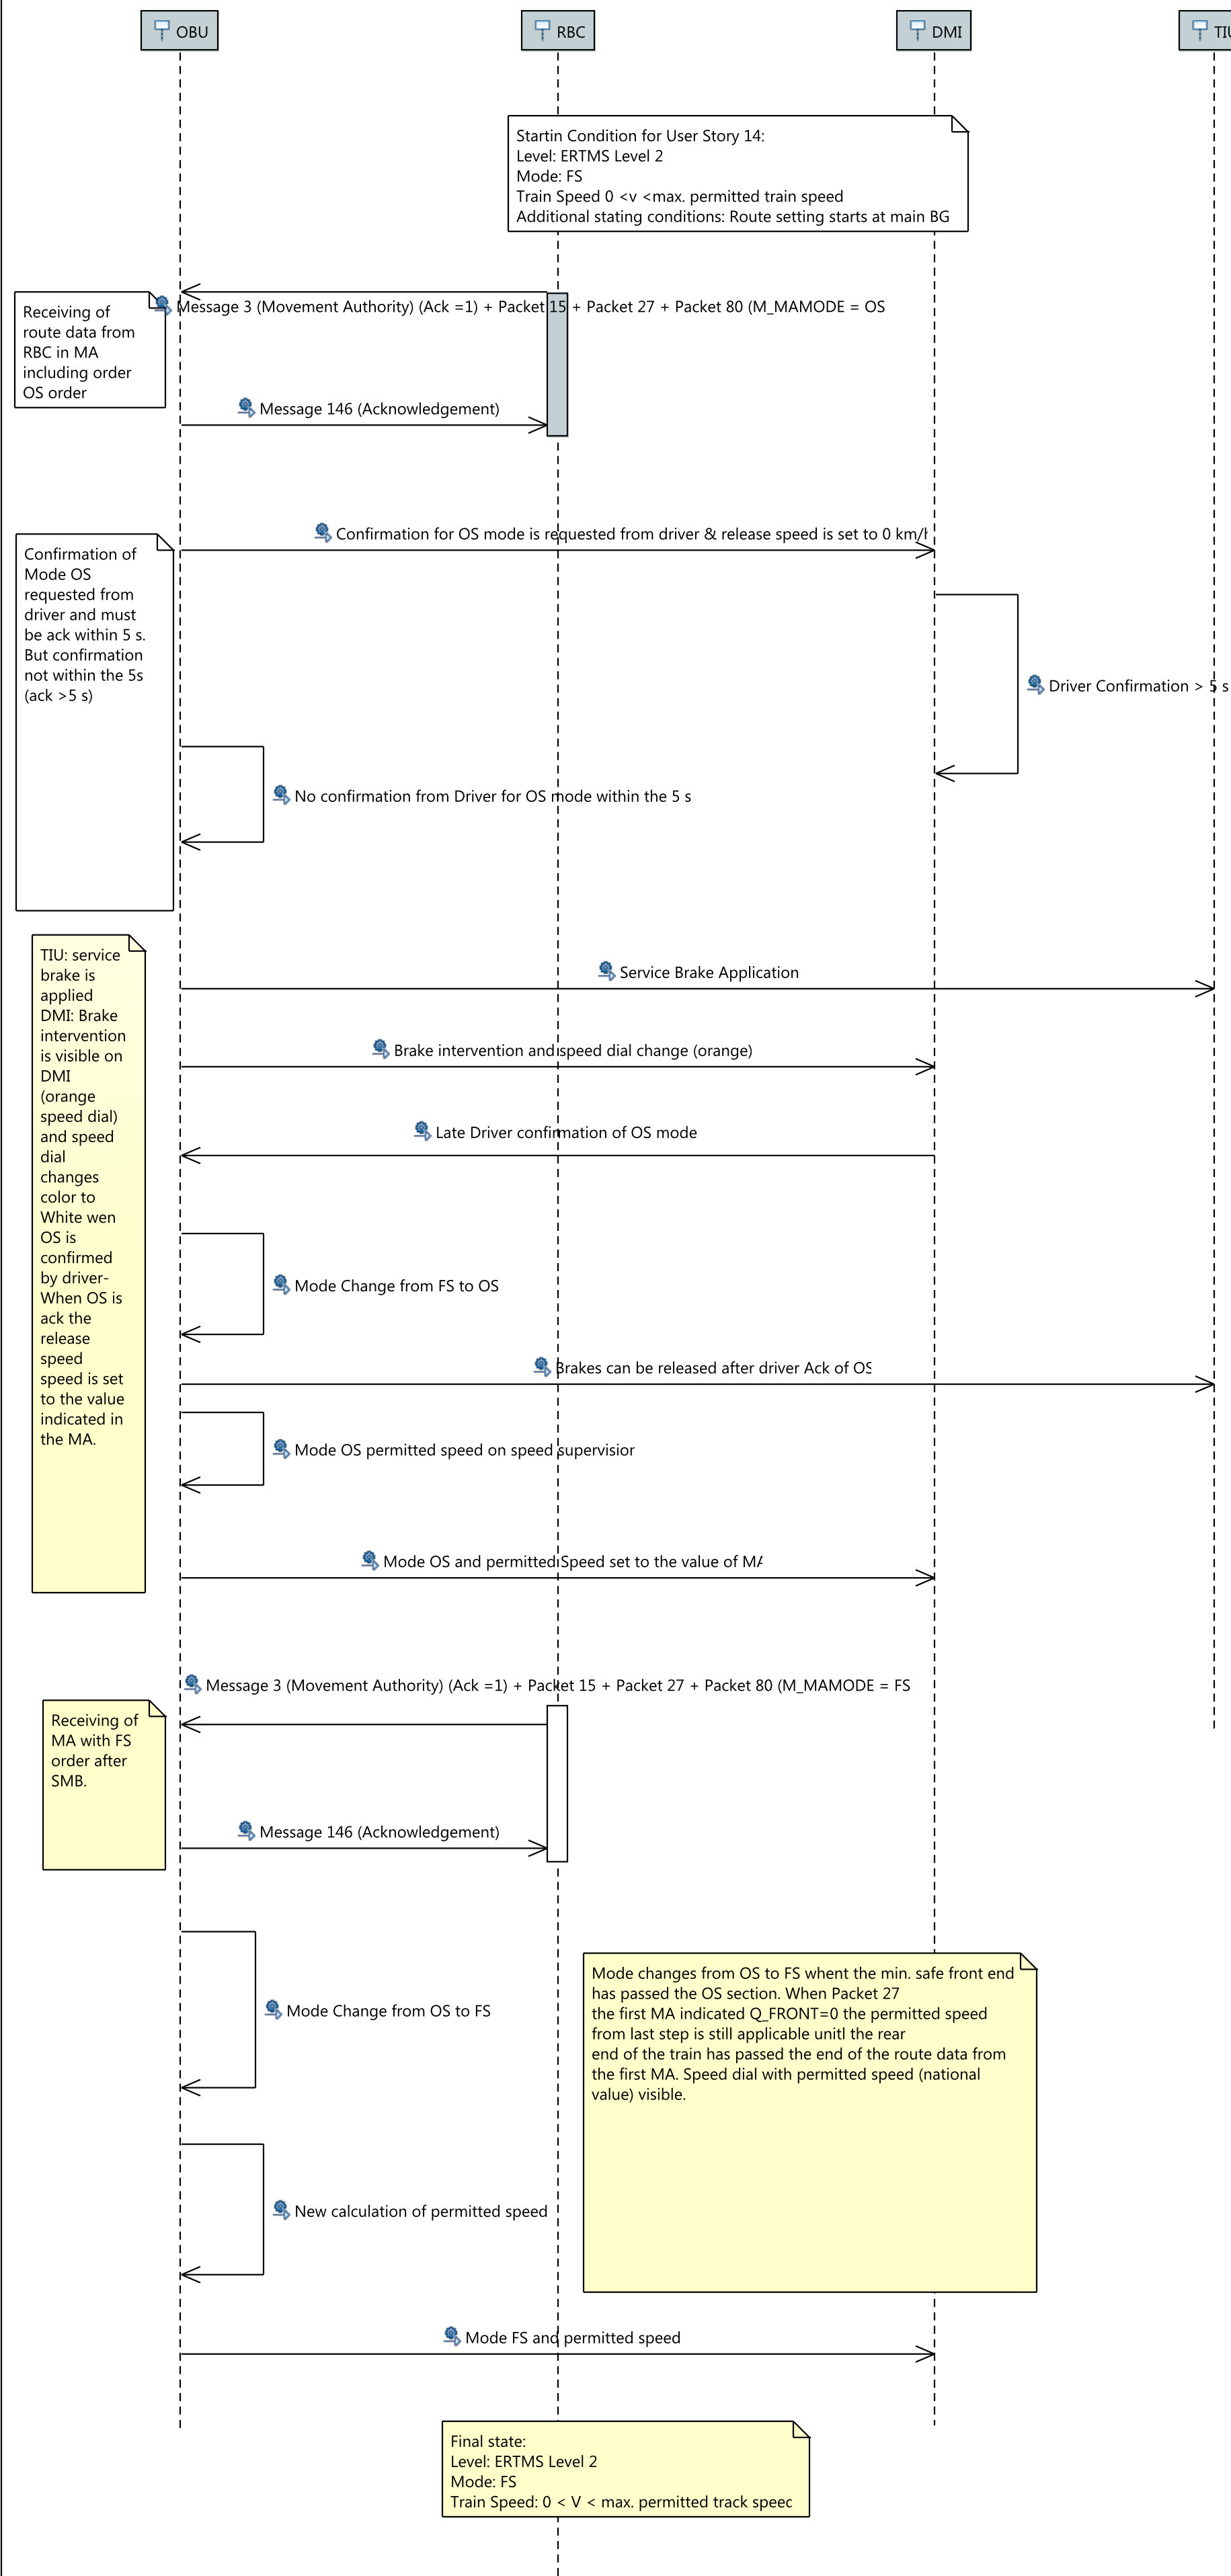 OBU
RBC
DMI
TIU
Startin Condition for User Story 14:
Level: ERTMS Level 2
Mode: FS
Train Speed 0 <v <max. permitted train speed
Additional stating conditions: Route setting starts at main BG
Message 3 (Movement Authority) (Ack =1) + Packet 15 + Packet 27 + Packet 80 (M_MAMODE = OS
Receiving of
route data from
RBC in MA
including order
OS order
Message 146 (Acknowledgement)
Confirmation for OS mode is requested from driver & release speed is set to 0 km/h
Confirmation of
Mode OS
requested from
driver and must
be ack within 5 s.
But confirmation
not within the 5s
(ack >5 s)
Driver Confirmation > 5 s
No confirmation from Driver for OS mode within the 5 s
TIU: service
brake is
applied
DMI: Brake
intervention
is visible on
DMI
(orange
speed dial)
and speed
dial
changes
color to
White wen
OS is
confirmed
by driver-
When OS is
ack the
release
speed
speed is set
to the value
indicated in
the MA.
Service Brake Application
Brake intervention and speed dial change (orange)
Late Driver confirmation of OS mode
Mode Change from FS to OS
Brakes can be released after driver Ack of OS
Mode OS permitted speed on speed supervisior
Mode OS and permitted Speed set to the value of MA
Message 3 (Movement Authority) (Ack =1) + Packet 15 + Packet 27 + Packet 80 (M_MAMODE = FS
Receiving of
MA with FS
order after
SMB.
Message 146 (Acknowledgement)
Mode Change from OS to FS
Mode changes from OS to FS whent the min. safe front end
has passed the OS section. When Packet 27
the first MA indicated Q_FRONT=0 the permitted speed
from last step is still applicable unitl the rear
end of the train has passed the end of the route data from
the first MA. Speed dial with permitted speed (national
value) visible.
New calculation of permitted speed
Mode FS and permitted speed
Final state:
Level: ERTMS Level 2
Mode: FS
Train Speed: 0 < V < max. permitted track speed